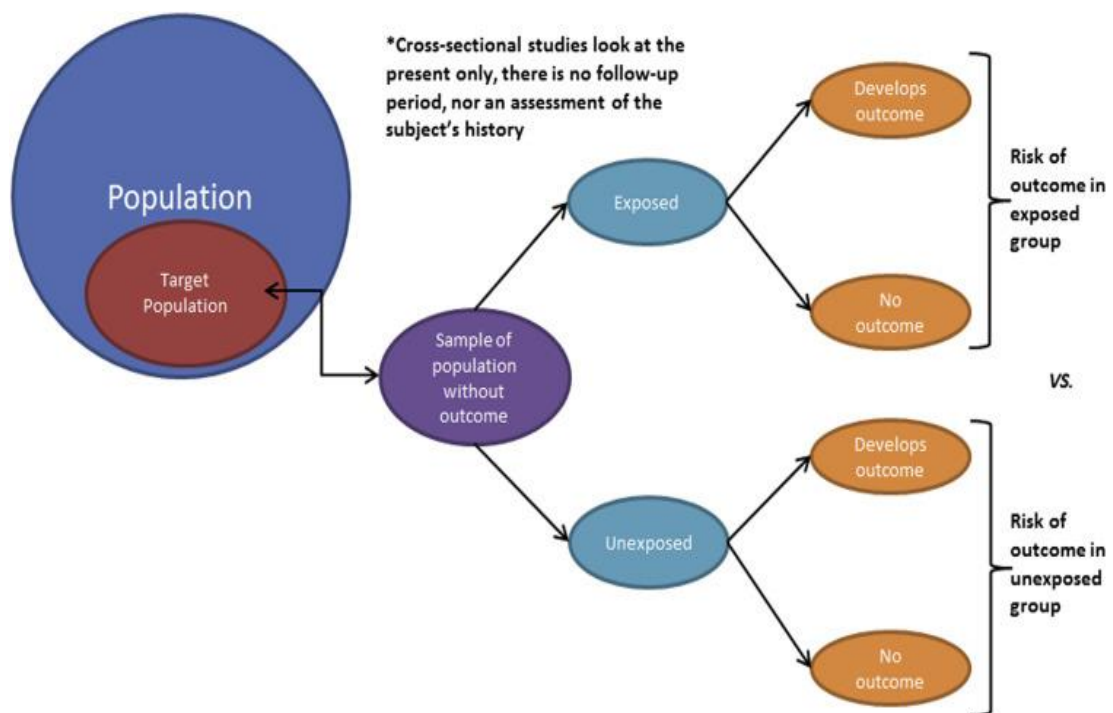 *Cross-sectional studies look at the
present only, there is no follow-up
period, nor an assessment of the
subject's history
Population
Target
Population
Sample of
population
without
outcome
Exposed
Unexposed
Develops
outcome
No
outcome
Risk of
outcome in
exposed
group
VS.
Develops
outcome
No
outcome
Risk of
outcome in
unexposed
group